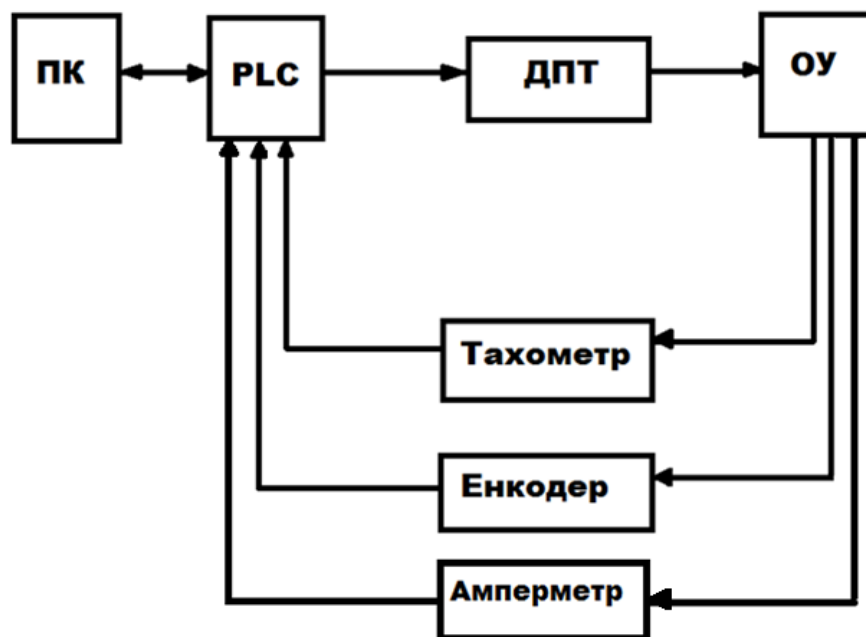 ПК
PLC
ДПТ
ОУ
Тахометр
Енкодер
Амперметр